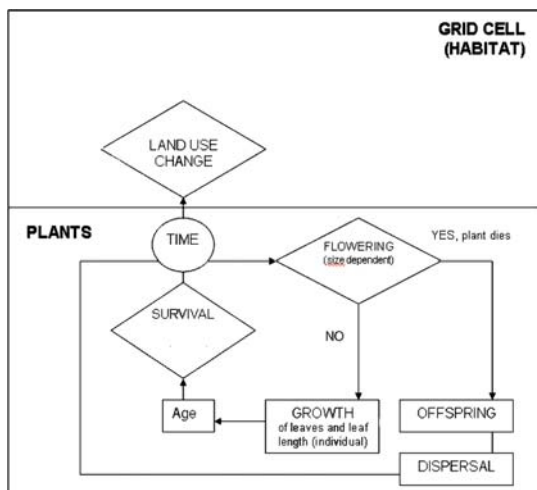 GRID CELL
(HABITAT)
LAND USE
CHANGE
PLANTS
TIME
FLOWERING
(size dependent)
YES, plant dies
SURVIVAL
NO
Age
GROWTH
of leaves and leaf
length (individual)
OFFSPRING
DISPERSAL